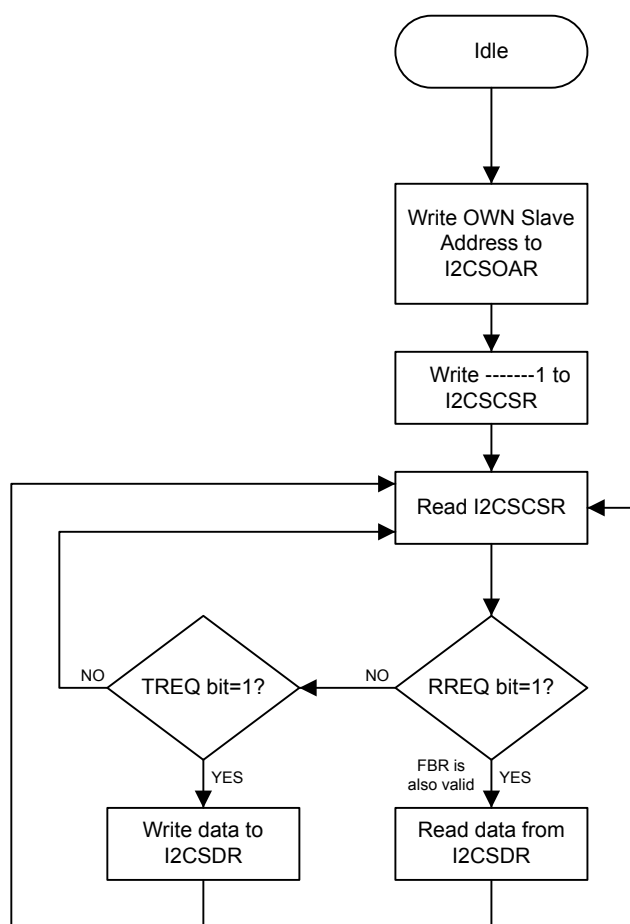 Idle
Write OWN Slave
Address to
I2CSOAR
Write -------1 to
I2CSCSR
Read I2CSCSR
NO
TREQ bit=1?
NO
RREQ bit=1?
YES
FBR is
also valid
YES
Write data to
I2CSDR
Read data from
I2CSDR